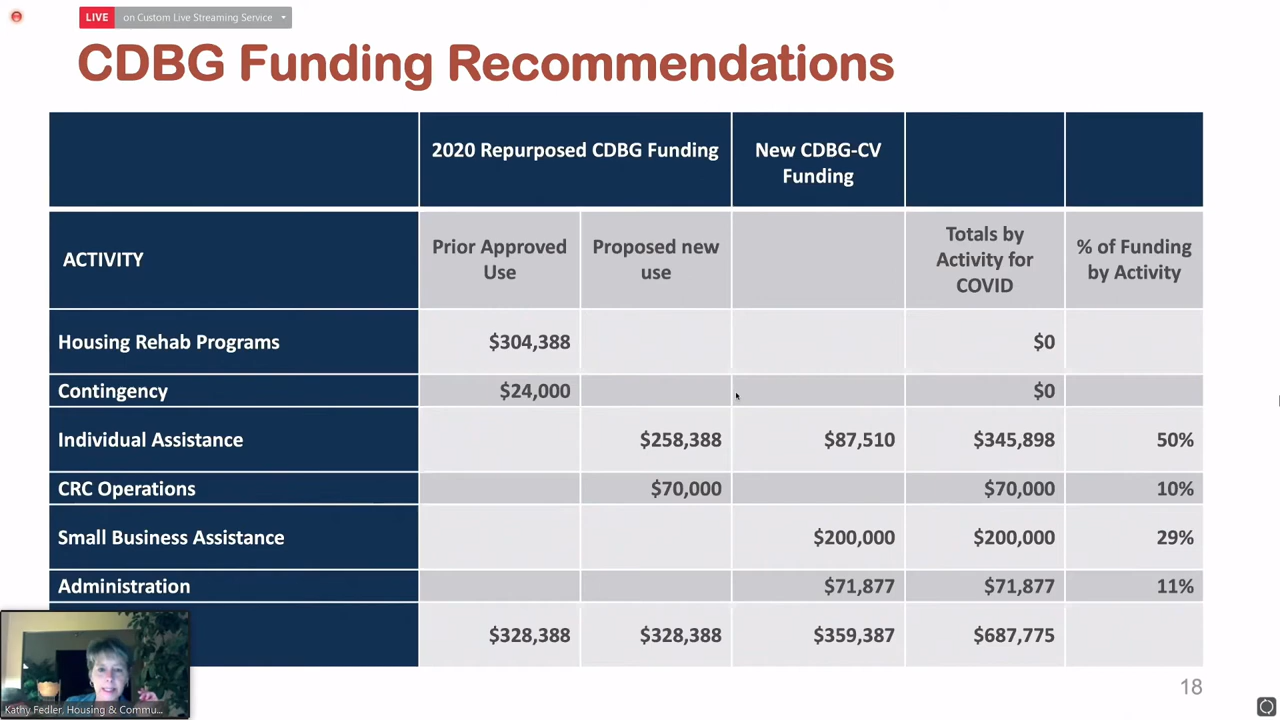 LIVE on Custom Live Streaming Service
CDBG Funding Recommendations
2020 Repurposed CDBG Funding
New CDBG-CV
Funding
ACTIVITY
Prior Approved
Use
Proposed new
use
Totals by
Activity for
COVID
% of Funding
by Activity
Housing Rehab Programs $304,388 $0
Contingency $24,000 $0
Individual Assistance $258,388 $87,510 $345,898 50%
CRC Operations $70,000 $70,000 10%
Small Business Assistance $200,000 $200,000 29%
Administration $71,877 $71,877 11%
$328,388 $328,388 $359,387 $687,775
Kathy Fedler, Housing & Commu...
18